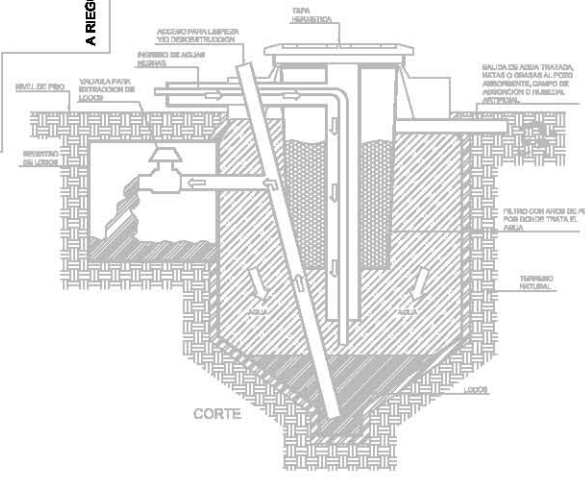 A RIEGO
TAPA
HERMETICA
ACCESO PARA LIMPIEZA
Y/O DESOBSTRUCCION
INGRESO DE AGUAS
NEGRAS
NIVEL DE PISO
VALVULA PARA
EXTRACCION DE
LODOS
REGISTRO
DE LODOS
SALIDA DE AGUA TRATADA,
NATAS O GRASAS AL POZO
ABSORBENTE, CAMPO DE
AEREACIÓN O HUMEDAL
ARTIFICIAL
FILTRO CON AROS DE
POR DONDE TRATA EL
AGUA
TERRENO
NATURAL
AGUA
AGUA
LODOS
CORTE